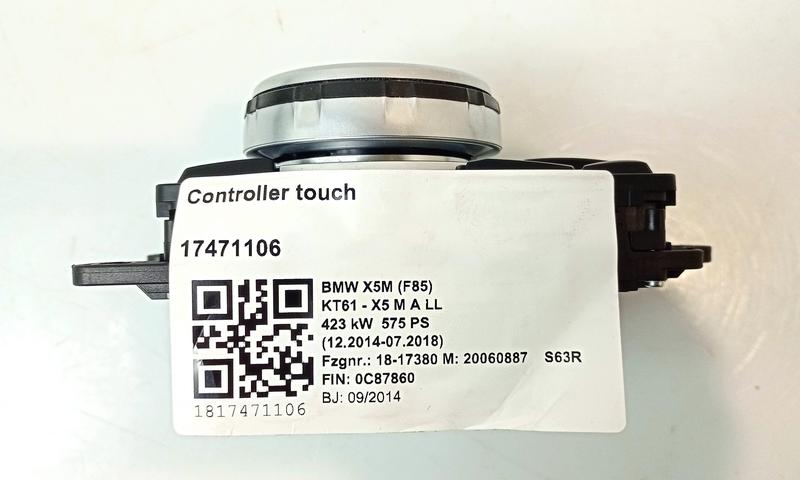 Controller touch
17471106
BMW X5M (F85)
KT61 - X5 M A LL
423 kW 575 PS
(12.2014-07.2018)
Fzgnr.: 18-17380 M: 20060887 S63R
FIN: 0C87860
BJ: 09/2014
1817471106